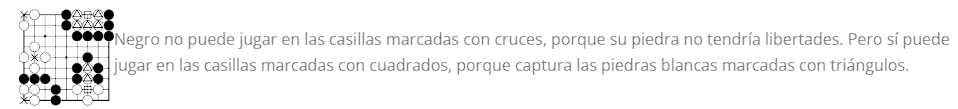 Negro no puede jugar en las casillas marcadas con cruces, porque su piedra no tendría libertades. Pero sí puede
jugar en las casillas marcadas con cuadrados, porque captura las piedras blancas marcadas con triángulos.